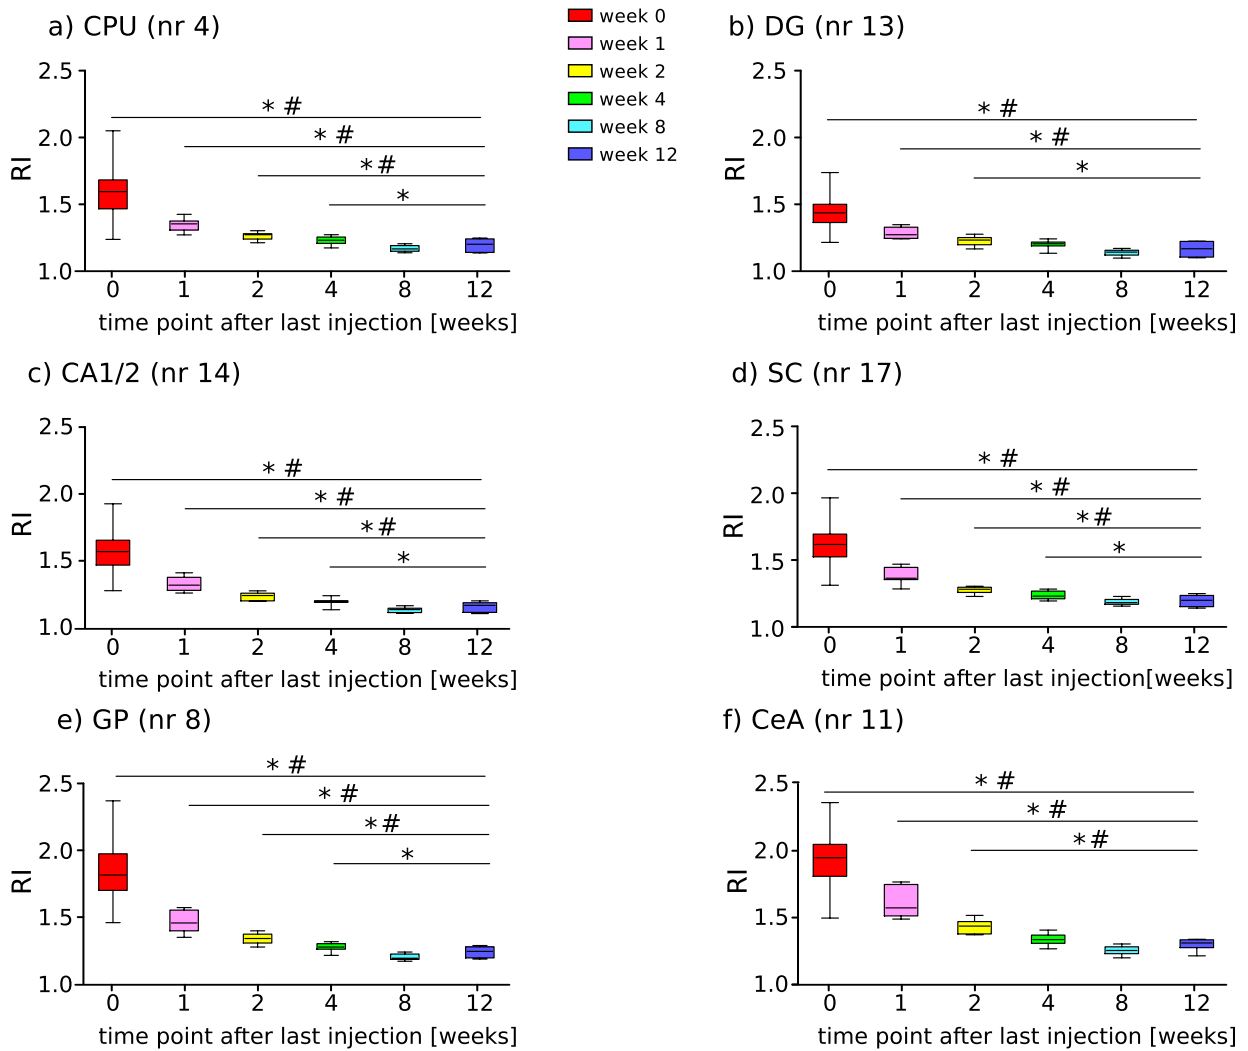 a) CPU (nr 4)
2.5
2.0
1.5
1.0
RI
* #
* #
* #
*
0 1 2 4 8 12
time point after last injection [weeks]
week 0
week 1
week 2
week 4
week 8
week 12
b) DG (nr 13)
2.5
2.0
1.5
1.0
RI
* #
* #
*
0 1 2 4 8 12
time point after last injection [weeks]
c) CA1/2 (nr 14)
2.5
2.0
1.5
1.0
RI
* #
* #
* #
*
0 1 2 4 8 12
time point after last injection [weeks]
d) SC (nr 17)
2.5
2.0
1.5
1.0
RI
* #
* #
* #
*
0 1 2 4 8 12
time point after last injection[weeks]
e) GP (nr 8)
2.5
2.0
1.5
1.0
RI
* #
* #
* #
*
0 1 2 4 8 12
time point after last injection [weeks]
f) CeA (nr 11)
2.5
2.0
1.5
1.0
RI
* #
* #
* #
0 1 2 4 8 12
time point after last injection [weeks]